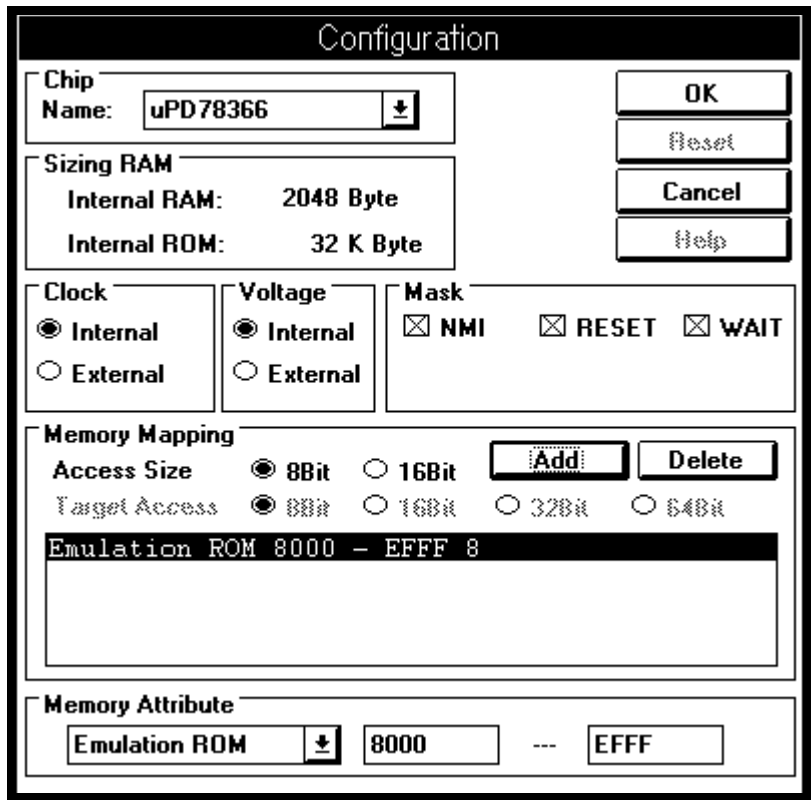 Configuration
Chip
Name: uPD78366
OK
Reset
Sizing RAM
Internal RAM: 2048 Byte
Cancel
Internal ROM: 32 K Byte
Help
Clock
Voltage
Mask
Internal
Internal
NMI RESET WAIT
External
External
Memory Mapping
Access Size 8Bit 16Bit Add Delete
Target Access 8Bit 16Bit 32Bit 64Bit
Emulation ROM 8000 – EFFF 8
Memory Attribute
Emulation ROM 8000 --- EFFF